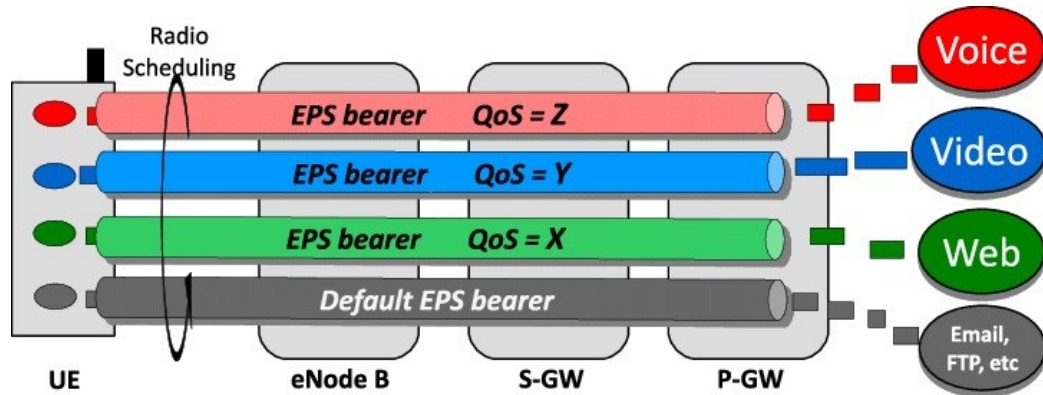 Radio
Scheduling
Voice
EPS bearer QoS = Z
Video
EPS bearer QoS = Y
EPS bearer QoS = X
Web
Default EPS bearer
Email,
FTP, etc
UE eNode B S-GW P-GW